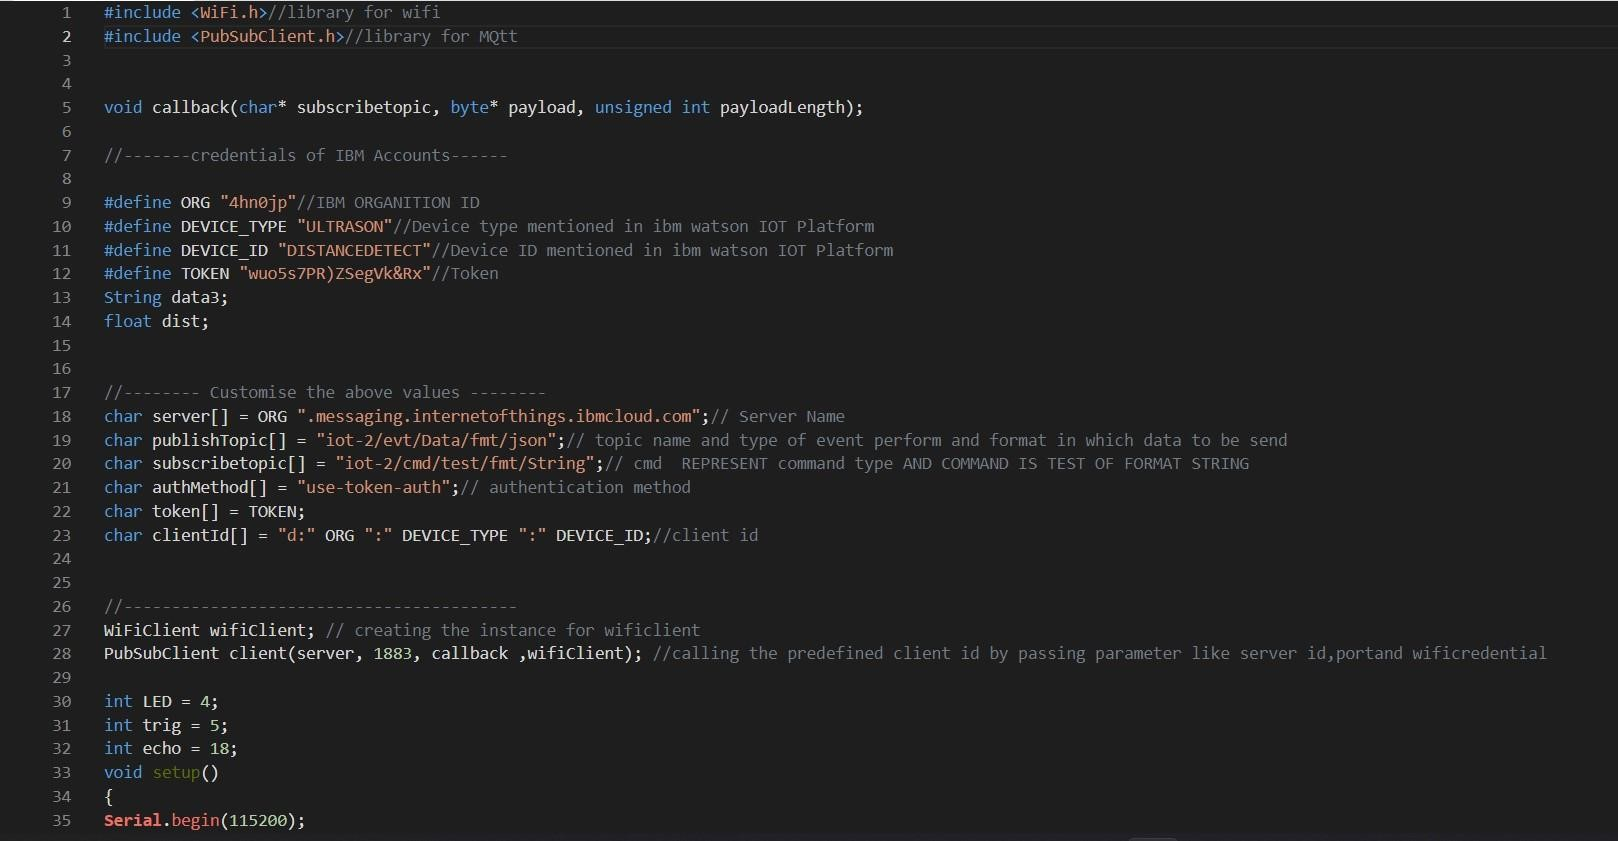 1 #include <WiFi.h>//library for wifi
2 #include <PubSubClient.h>//library for MQtt
3
4
5 void callback(char* subscribetopic, byte* payload, unsigned int payloadLength);
6
7 //-------credentials of IBM Accounts------
8
9 #define ORG "4hn0jp"//IBM ORGANITION ID
10 #define DEVICE_TYPE "ULTRASON"//Device type mentioned in ibm watson IOT Platform
11 #define DEVICE_ID "DISTANCEDETECT"//Device ID mentioned in ibm watson IOT Platform
12 #define TOKEN "wuo5s7PR)ZSegVk&Rx"//Token
13 String data3;
14 float dist;
15
16
17 //-------- Customise the above values --------
18 char server[] = ORG ".messaging.internetofthings.ibmcloud.com";// Server Name
19 char publishTopic[] = "iot-2/evt/Data/fmt/json";// topic name and type of event perform and format in which data to be send
20 char subscribetopic[] = "iot-2/cmd/test/fmt/String";// cmd  REPRESENT command type AND COMMAND IS TEST OF FORMAT STRING
21 char authMethod[] = "use-token-auth";// authentication method
22 char token[] = TOKEN;
23 char clientId[] = "d:" ORG ":" DEVICE_TYPE ":" DEVICE_ID;//client id
24
25
26 //-----------------------------------------
27 WiFiClient wifiClient; // creating the instance for wificlient
28 PubSubClient client(server, 1883, callback ,wifiClient); //calling the predefined client id by passing parameter like server id,portand wificredential
29
30 int LED = 4;
31 int trig = 5;
32 int echo = 18;
33 void setup()
34 {
35 Serial.begin(115200);